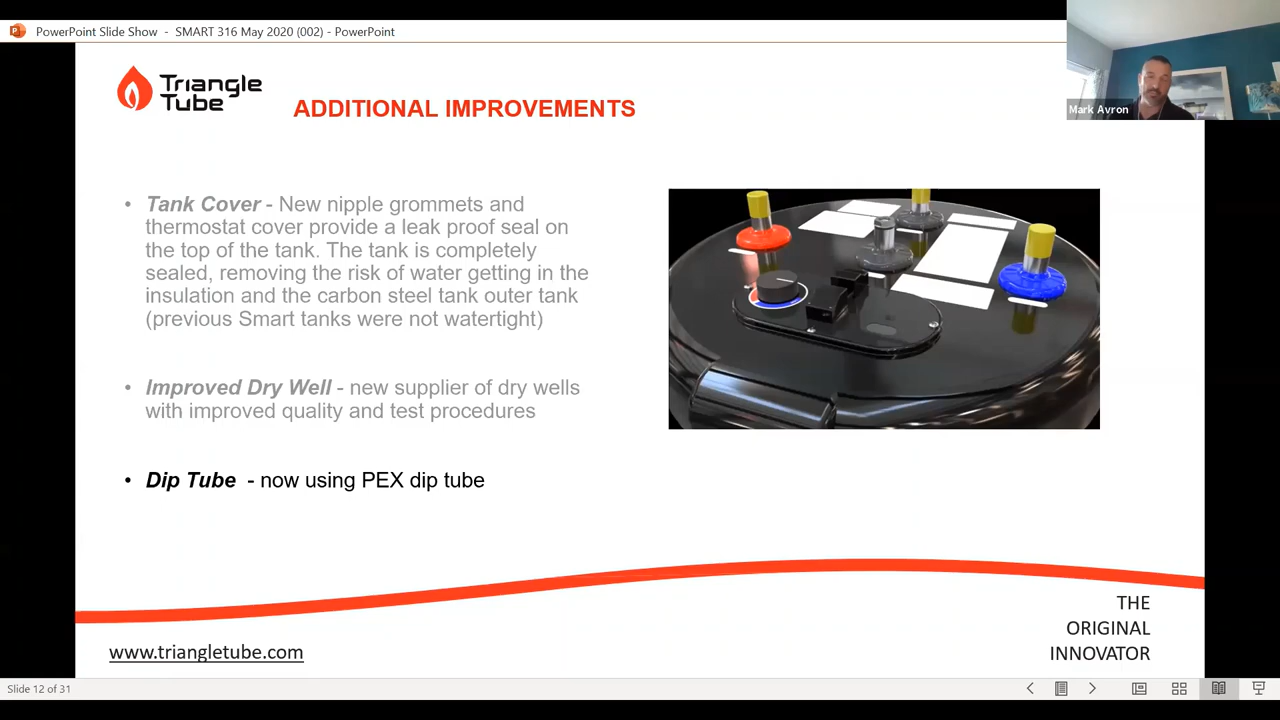 PowerPoint Slide Show - SMART 316 May 2020 (002) - PowerPoint
Mark Avron
Triangle
Tube
ADDITIONAL IMPROVEMENTS
• Tank Cover - New nipple grommets and
thermostat cover provide a leak proof seal on
the top of the tank. The tank is completely
sealed, removing the risk of water getting in the
insulation and the carbon steel tank outer tank
(previous Smart tanks were not watertight)
• Improved Dry Well - new supplier of dry wells
with improved quality and test procedures
• Dip Tube - now using PEX dip tube
THE
ORIGINAL
INNOVATOR
www.triangletube.com
Slide 12 of 31